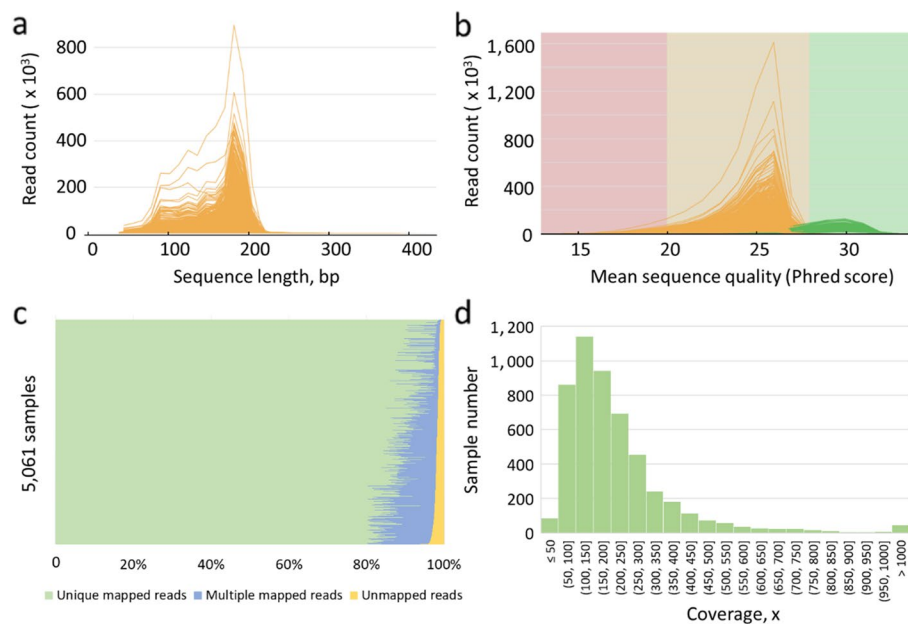 a
Read count ( x 10³)
800
600
400
200
0
0 100 200 300 400
Sequence length, bp
b
Read count ( x 10³)
1,600
1,200
800
400
0
15 20 25 30
Mean sequence quality (Phred score)
c
5,061 samples
0 20% 40% 60% 80% 100%
Unique mapped reads Multiple mapped reads Unmapped reads
d
Sample number
1,200
1,000
800
600
400
200
0
≤ 50
(50, 100]
(100, 150]
(150, 200]
(200, 250]
(250, 300]
(300, 350]
(350, 400]
(400, 450]
(450, 500]
(500, 550]
(550, 600]
(600, 650]
(650, 700]
(700, 750]
(750, 800]
(800, 850]
(850, 900]
(900, 950]
(950, 1000]
> 1000
Coverage, x